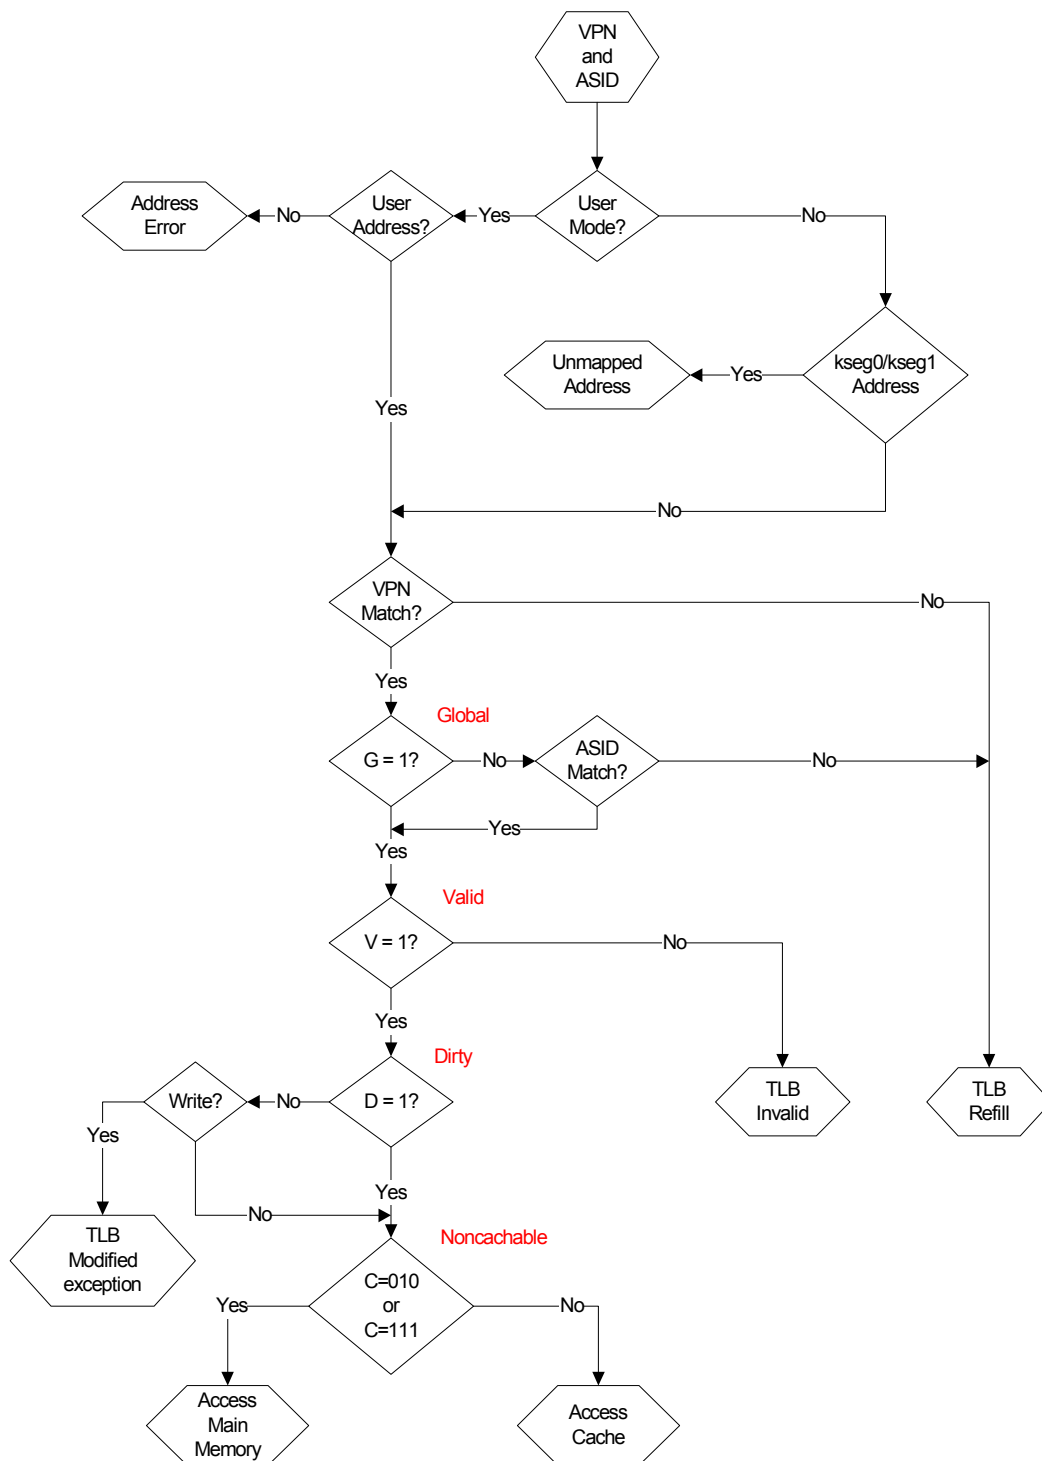 VPN
and
ASID
Address
Error
No
User
Address?
Yes
User
Mode?
No
Unmapped
Address
Yes
kseg0/kseg1
Address
Yes
No
VPN
Match?
No
Yes
Global
G = 1?
No
ASID
Match?
No
Yes
Yes
Valid
V = 1?
No
Yes
Dirty
Write?
No
D = 1?
TLB
Invalid
TLB
Refill
Yes
Yes
No
TLB
Modified
exception
Noncachable
C=010
or
C=111
Yes
No
Access
Main
Memory
Access
Cache